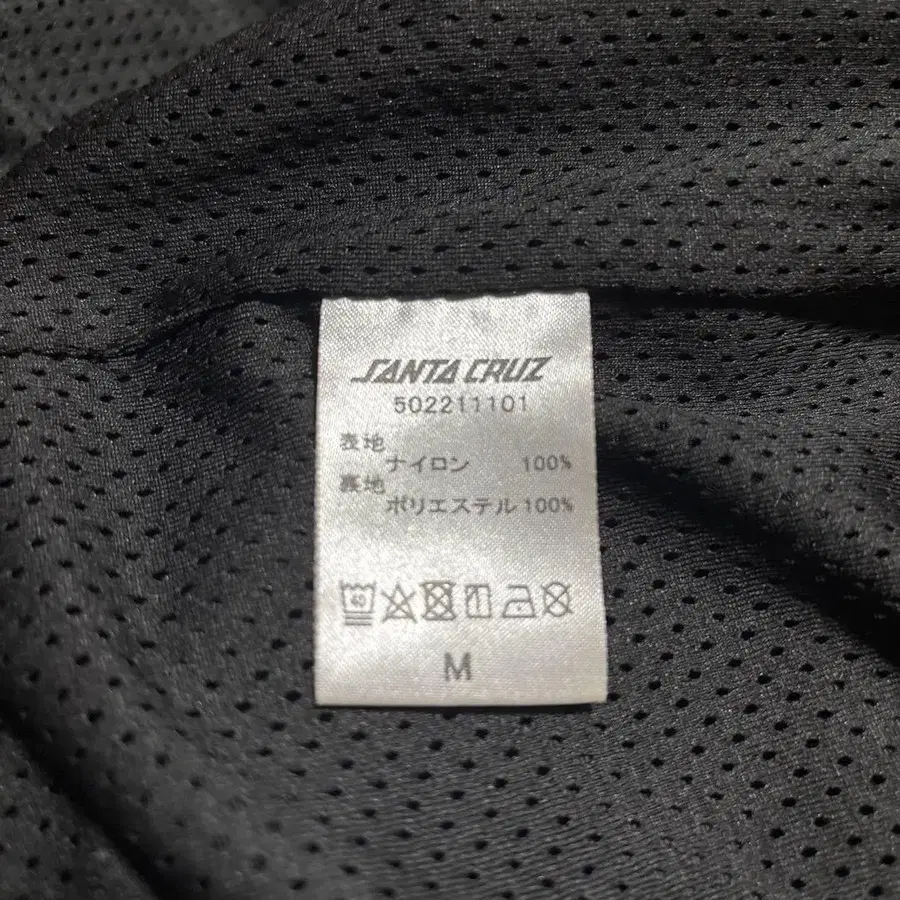 SANTA CRUZ
502211101
表地
ナイロン 100%
裏地
ポリエステル 100%
40
M